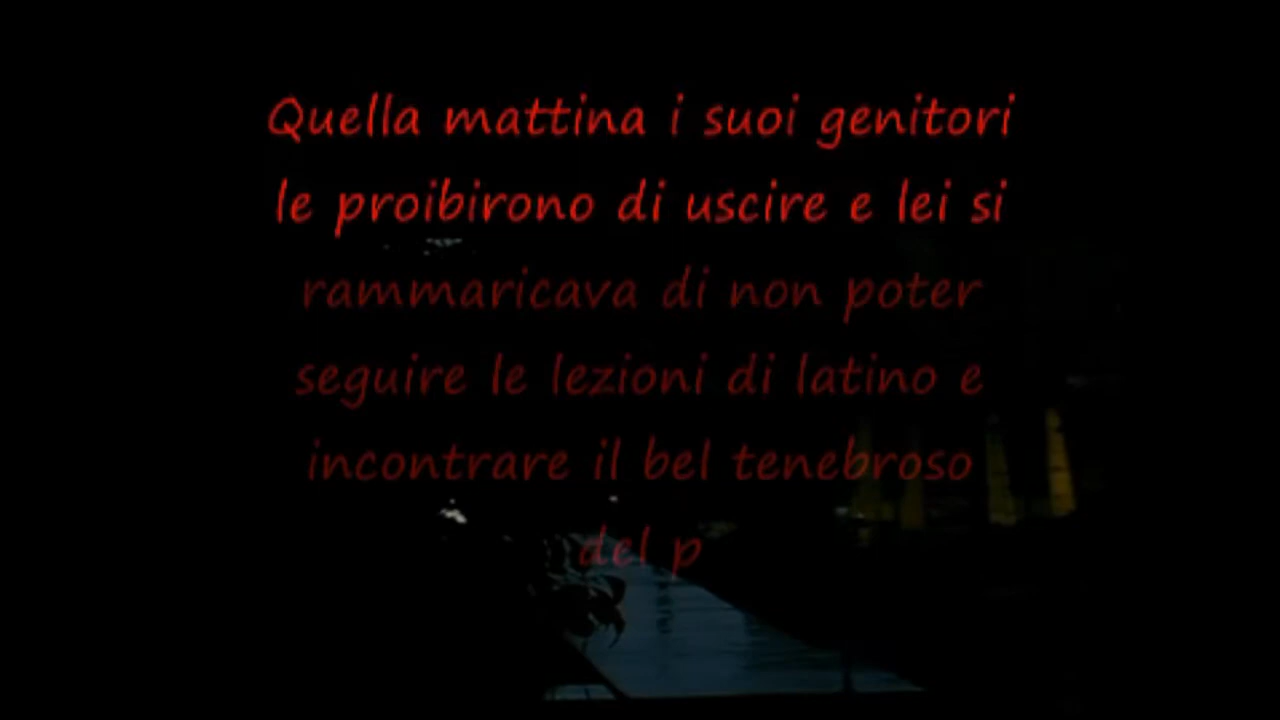 Quella mattina i suoi genitori
le proibirono di uscire e lei si
rammaricava di non poter
seguire le lezioni di latino e
incontrare il bel tenebroso
del p